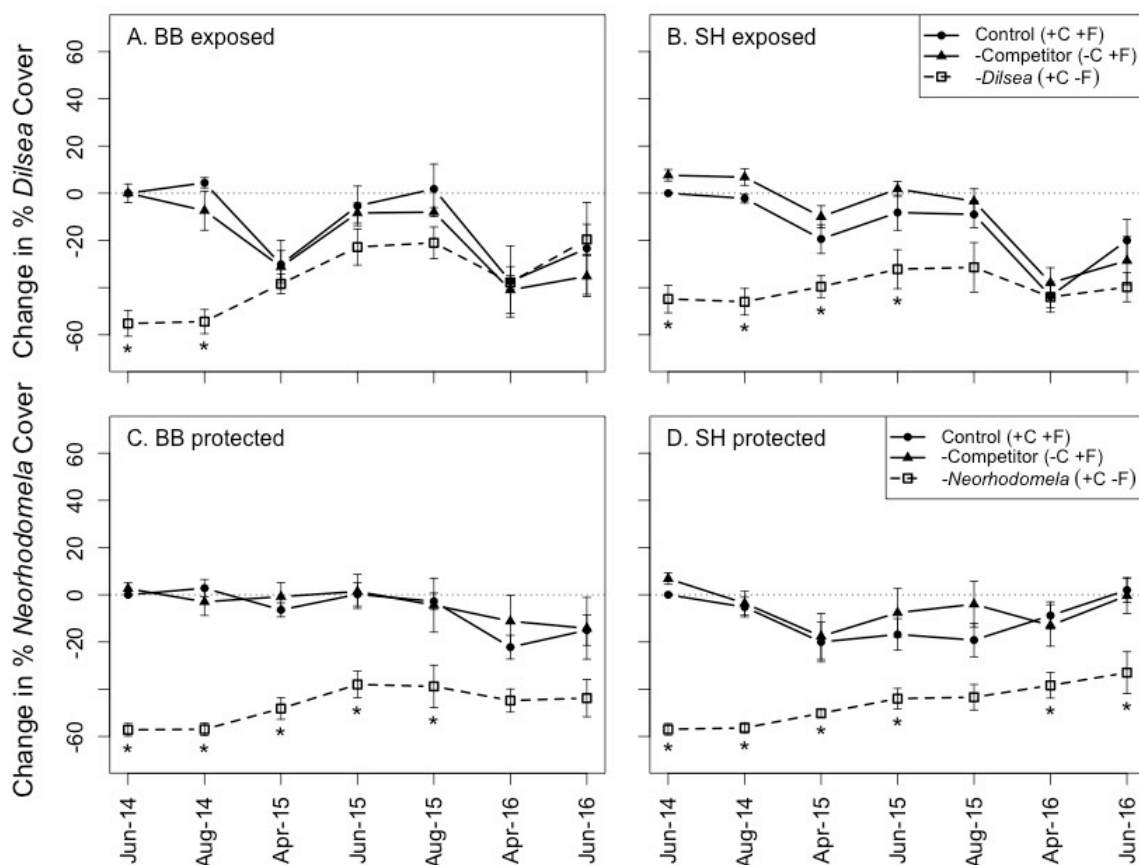 Change in % Dilsea Cover
60
40
20
0
-20
-60
A. BB exposed
*
*
B. SH exposed
Control (+C +F)
-Competitor (-C +F)
-Dilsea (+C -F)
*
*
*
*
Change in % Neorhodomela Cover
60
40
20
0
-20
-60
C. BB protected
*
*
*
*
*
D. SH protected
Control (+C +F)
-Competitor (-C +F)
-Neorhodomela (+C -F)
*
*
*
*
*
*
Jun-14
Aug-14
Apr-15
Jun-15
Aug-15
Apr-16
Jun-16
Jun-14
Aug-14
Apr-15
Jun-15
Aug-15
Apr-16
Jun-16